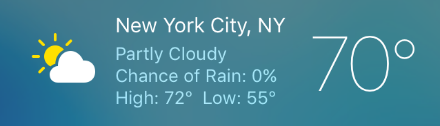 New York City, NY
Partly Cloudy
Chance of Rain: 0%
High: 72°  Low: 55°
70°